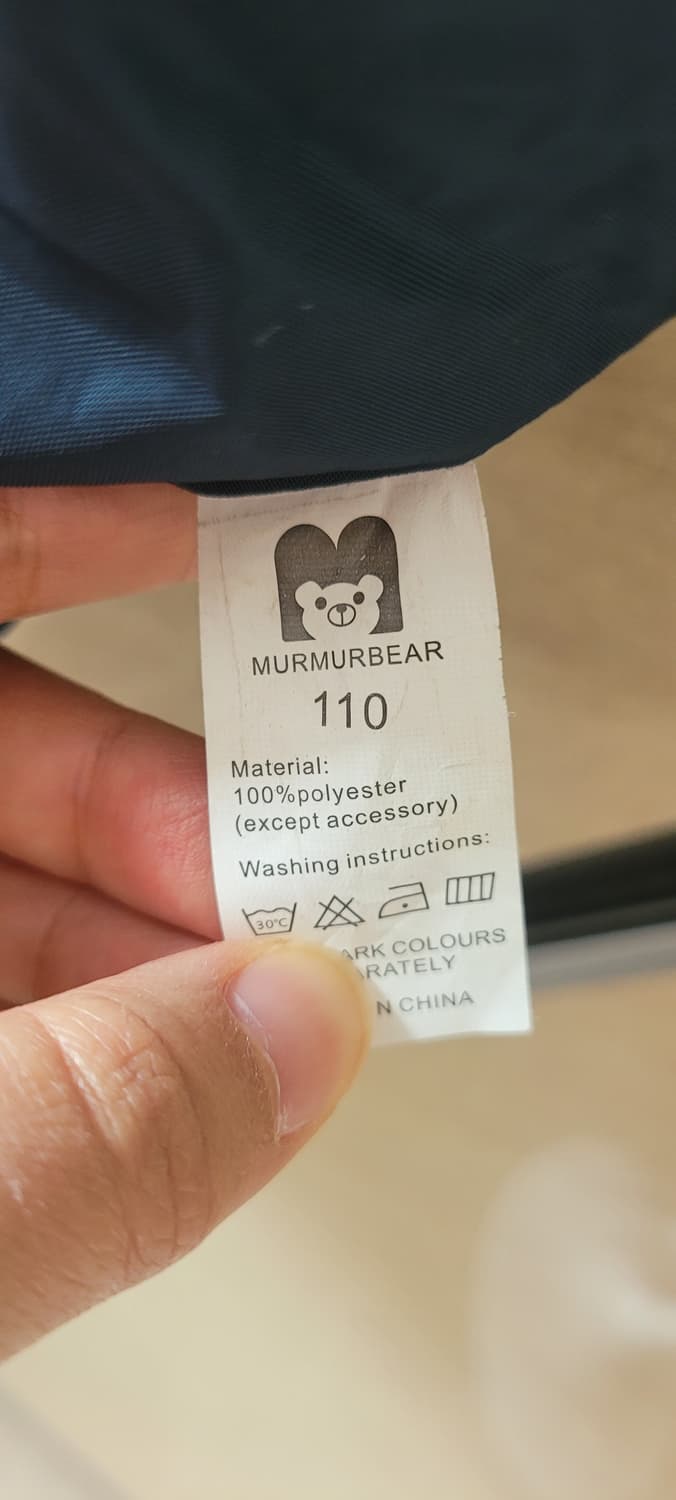 MURMURBEAR
110
Material:
100%polyester
(except accessory)
Washing instructions:
30°C
COLOURS
CHINA